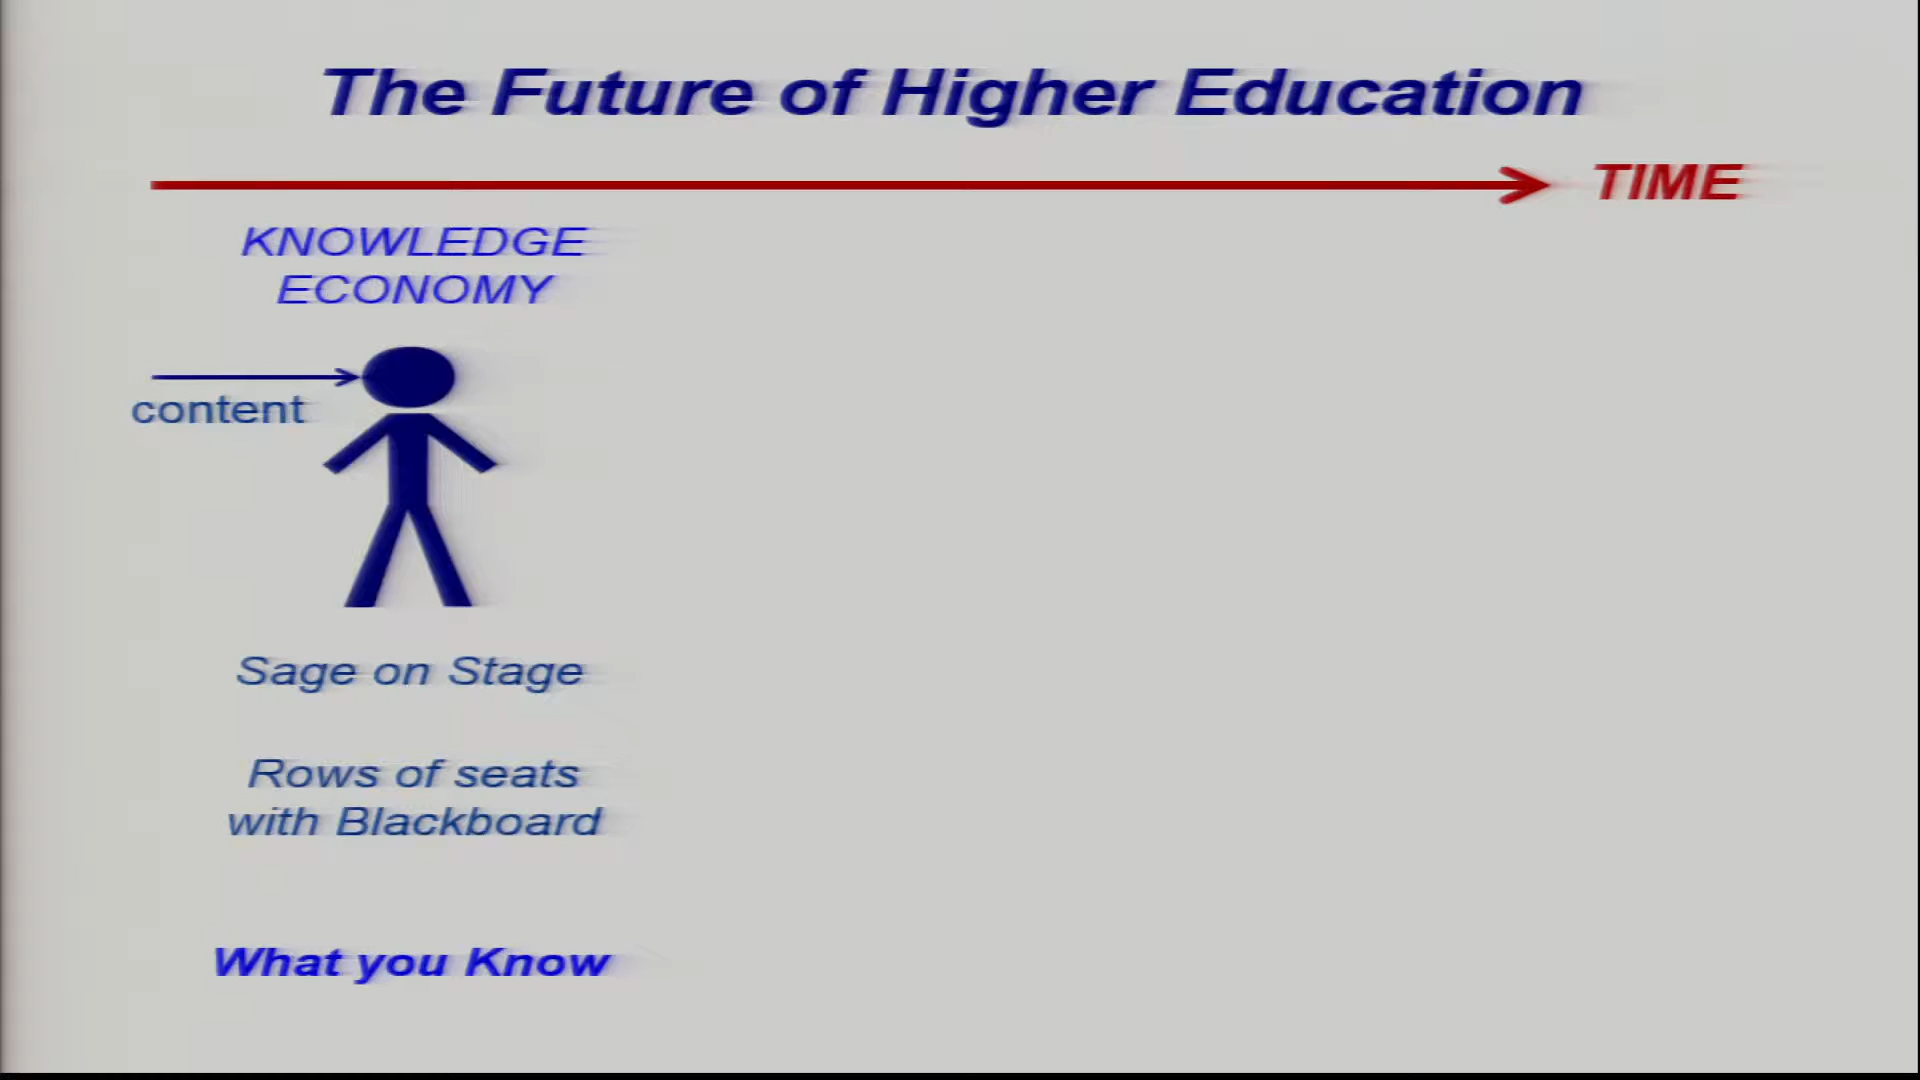 The Future of Higher Education
TIME
KNOWLEDGE
ECONOMY
content
Sage on Stage
Rows of seats
with Blackboard
What you Know